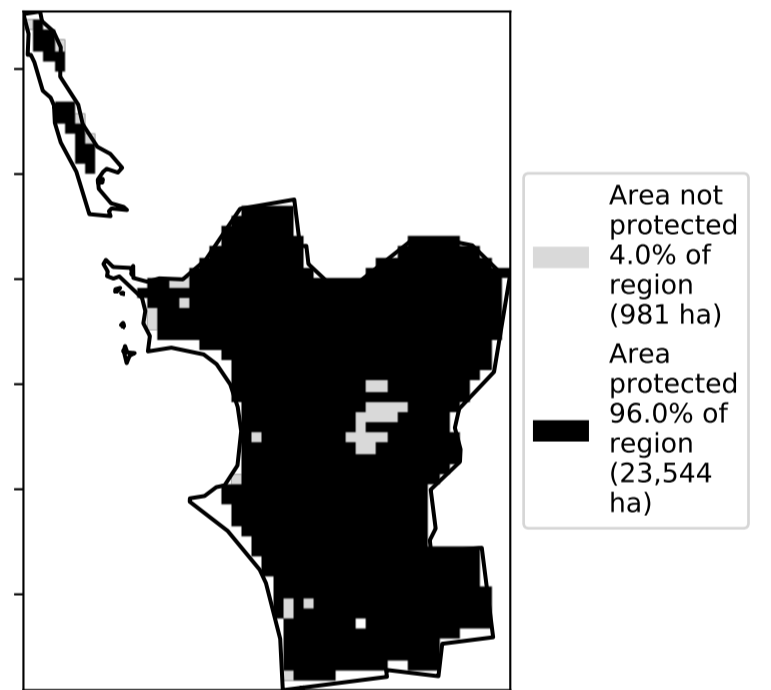 Area not
protected
4.0% of
region
(981 ha)
Area
protected
96.0% of
region
(23,544
ha)